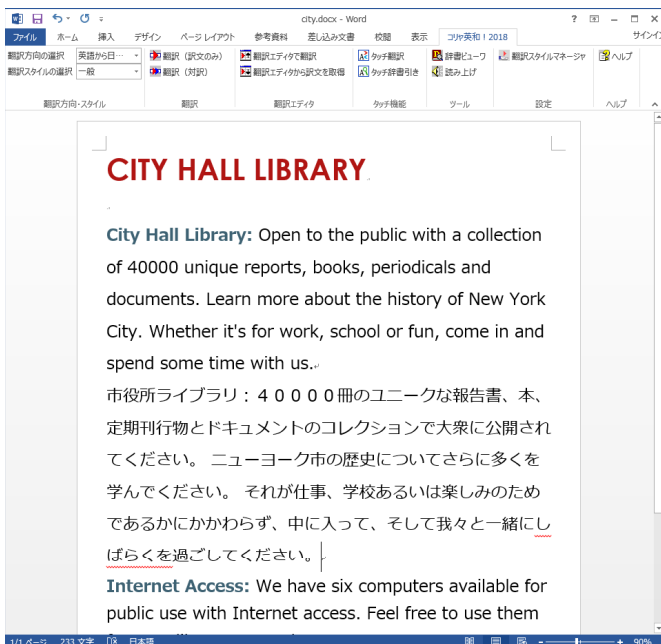 city.docx - Word
ファイル ホーム 挿入 デザイン ページ レイアウト 参考資料 差し込み文書 校閲 表示 コリャ英和！2018 サインイ
翻訳方向の選択 英語から日… 翻訳（訳文のみ） 翻訳エディタで翻訳 タッチ翻訳 辞書ビューワ 翻訳スタイルマネージャ ヘルプ
翻訳スタイルの選択 一般 翻訳（対訳） 翻訳エディタから訳文を取得 タッチ辞書引き 読み上げ
翻訳方向・スタイル 翻訳 翻訳エディタ タッチ機能 ツール 設定 ヘルプ
CITY HALL LIBRARY
City Hall Library: Open to the public with a collection
of 40000 unique reports, books, periodicals and
documents. Learn more about the history of New York
City. Whether it's for work, school or fun, come in and
spend some time with us.
市役所ライブラリ：４００００冊のユニークな報告書、本、
定期刊行物とドキュメントのコレクションで大衆に公開され
てください。 ニューヨーク市の歴史についてさらに多くを
学んでください。 それが仕事、学校あるいは楽しみのため
であるかにかかわらず、中に入って、そして我々と一緒にし
ばらくを過ごしてください。
Internet Access: We have six computers available for
public use with Internet access. Feel free to use them
1/1 ページ 233 文字 日本語 90%